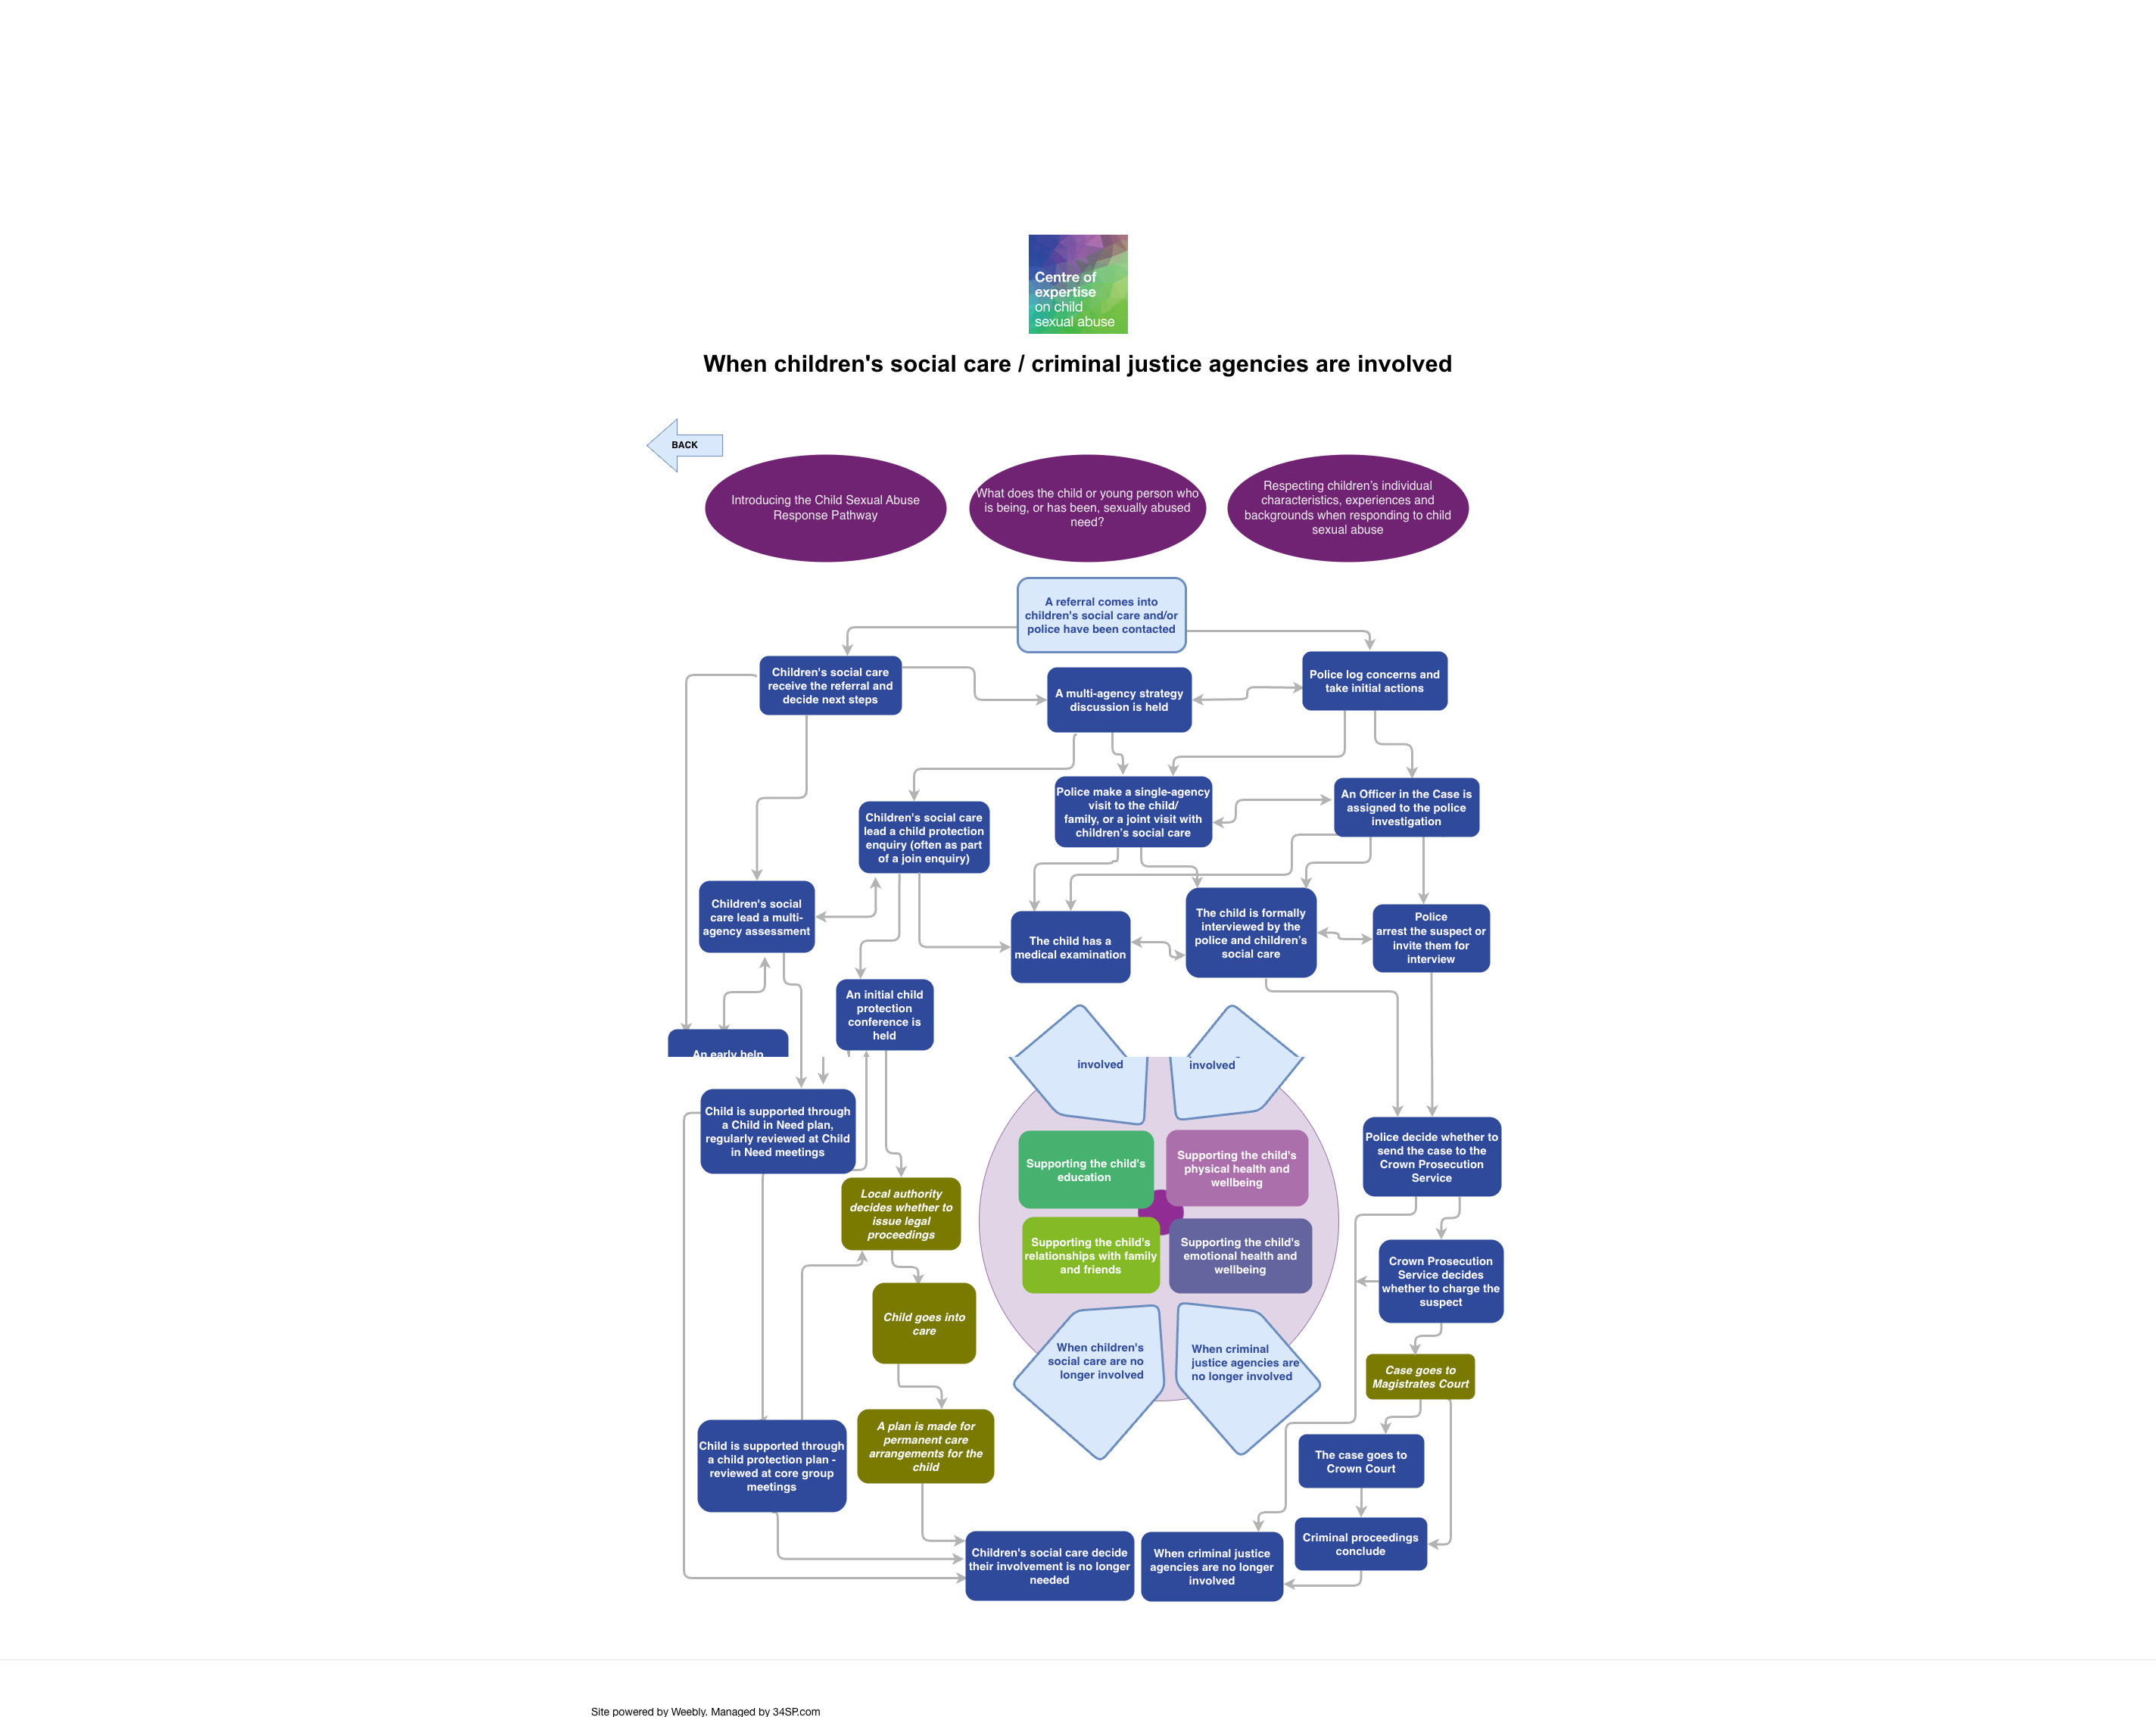 Centre of
expertise
on child
sexual abuse
When children's social care / criminal justice agencies are involved
BACK
Introducing the Child Sexual Abuse
Response Pathway
What does the child or young person who
is being, or has been, sexually abused
need?
Respecting children's individual
characteristics, experiences and
backgrounds when responding to child
sexual abuse
A referral comes into
children's social care and/or
police have been contacted
Children's social care
receive the referral and
decide next steps
A multi-agency strategy
discussion is held
Police log concerns and
take initial actions
Police make a single-agency
visit to the child/
family, or a joint visit with
children's social care
An Officer in the Case is
assigned to the police
investigation
Children's social care
lead a child protection
enquiry (often as part
of a join enquiry)
Children's social
care lead a multi-
agency assessment
The child has a
medical examination
The child is formally
interviewed by the
police and children's
social care
Police
arrest the suspect or
invite them for
interview
An initial child
protection
conference is
held
An early help
involved
involved
Child is supported through
a Child in Need plan,
regularly reviewed at Child
in Need meetings
Supporting the child's
education
Supporting the child's
physical health and
wellbeing
Police decide whether to
send the case to the
Crown Prosecution
Service
Local authority
decides whether to
issue legal
proceedings
Supporting the child's
relationships with family
and friends
Supporting the child's
emotional health and
wellbeing
Crown Prosecution
Service decides
whether to charge the
suspect
Child goes into
care
When children's
social care are no
longer involved
When criminal
justice agencies are
no longer involved
Case goes to
Magistrates Court
A plan is made for
permanent care
arrangements for the
child
Child is supported through
a child protection plan -
reviewed at core group
meetings
The case goes to
Crown Court
Criminal proceedings
conclude
Children's social care decide
their involvement is no longer
needed
When criminal justice
agencies are no longer
involved
Site powered by Weebly. Managed by 34SP.com